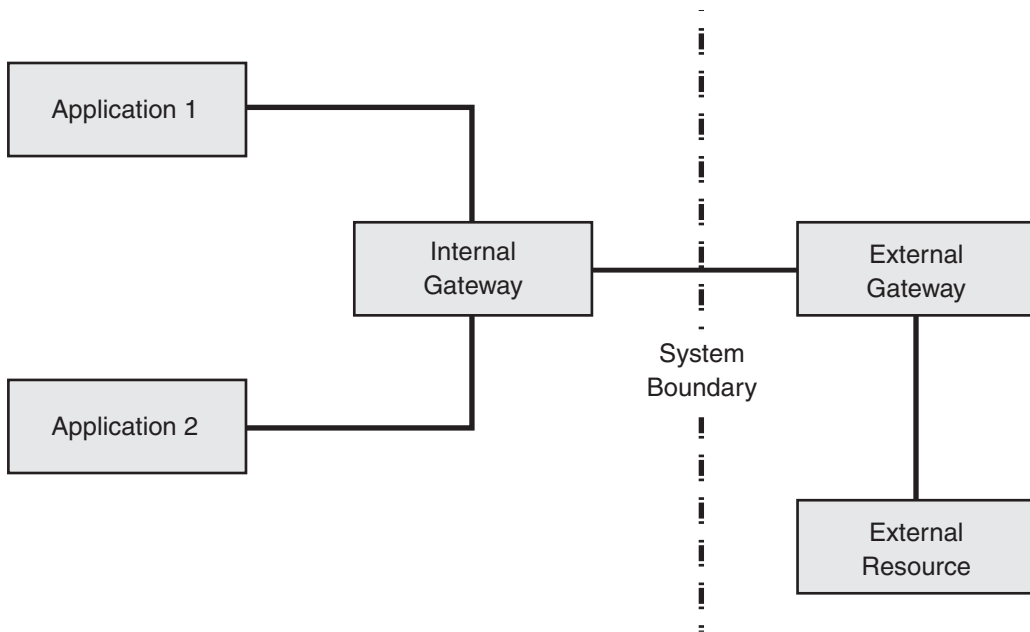 Application 1
Internal
Gateway
External
Gateway
System
Boundary
Application 2
External
Resource